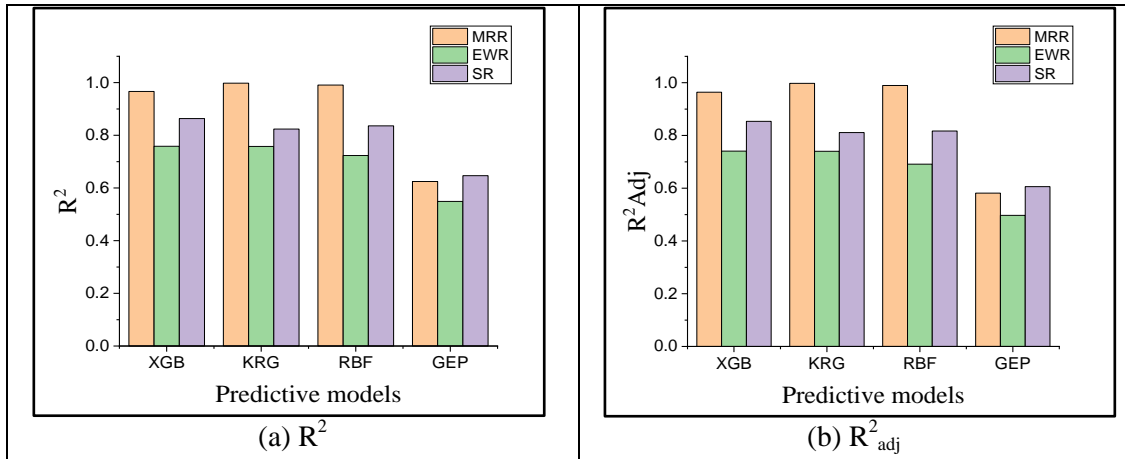 MRR
EWR
SR
1.0
0.8
0.6
0.4
0.2
0.0
R²
XGB KRG RBF GEP
Predictive models
(a) R²
MRR
EWR
SR
1.0
0.8
0.6
0.4
0.2
0.0
R²Adj
XGB KRG RBF GEP
Predictive models
(b) R²adj